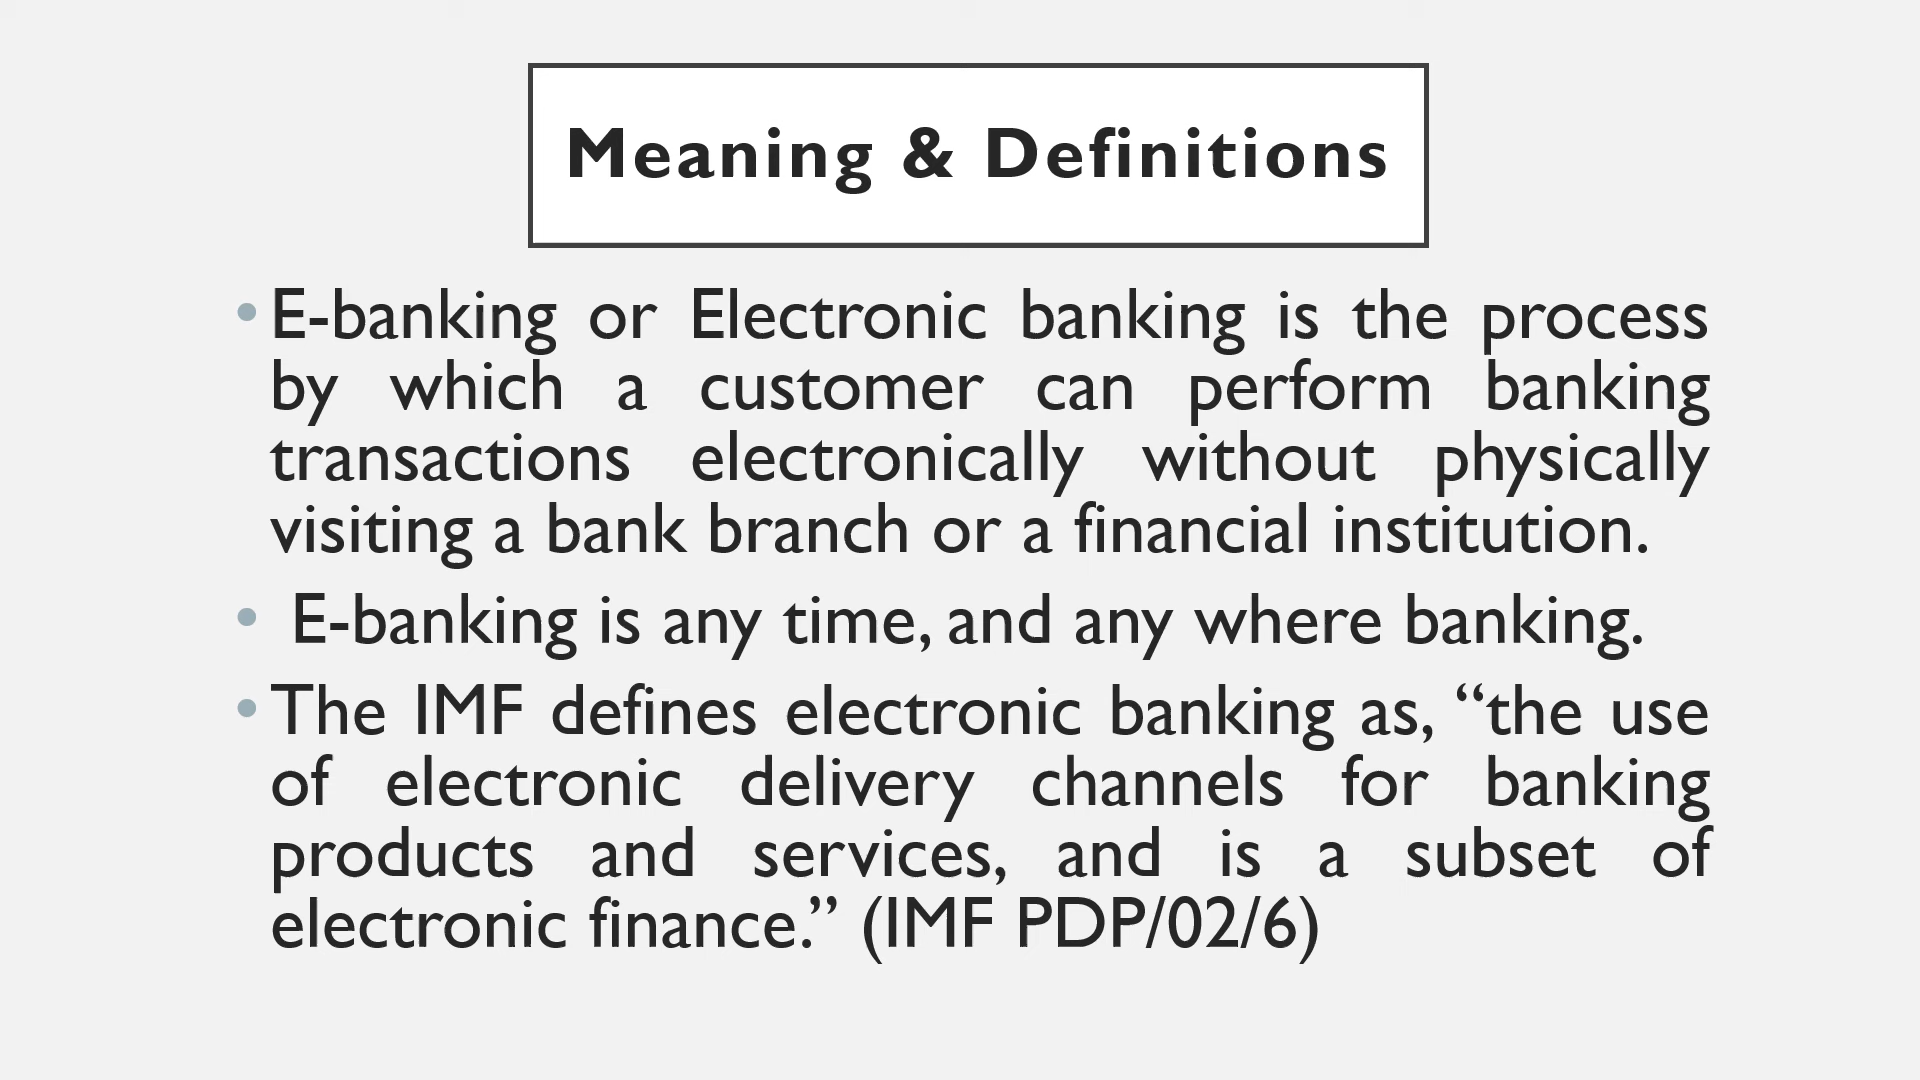 Meaning & Definitions
• E-banking or Electronic banking is the process
by which a customer can perform banking
transactions electronically without physically
visiting a bank branch or a financial institution.
• E-banking is any time, and any where banking.
• The IMF defines electronic banking as, “the use
of electronic delivery channels for banking
products and services, and is a subset of
electronic finance.” (IMF PDP/02/6)